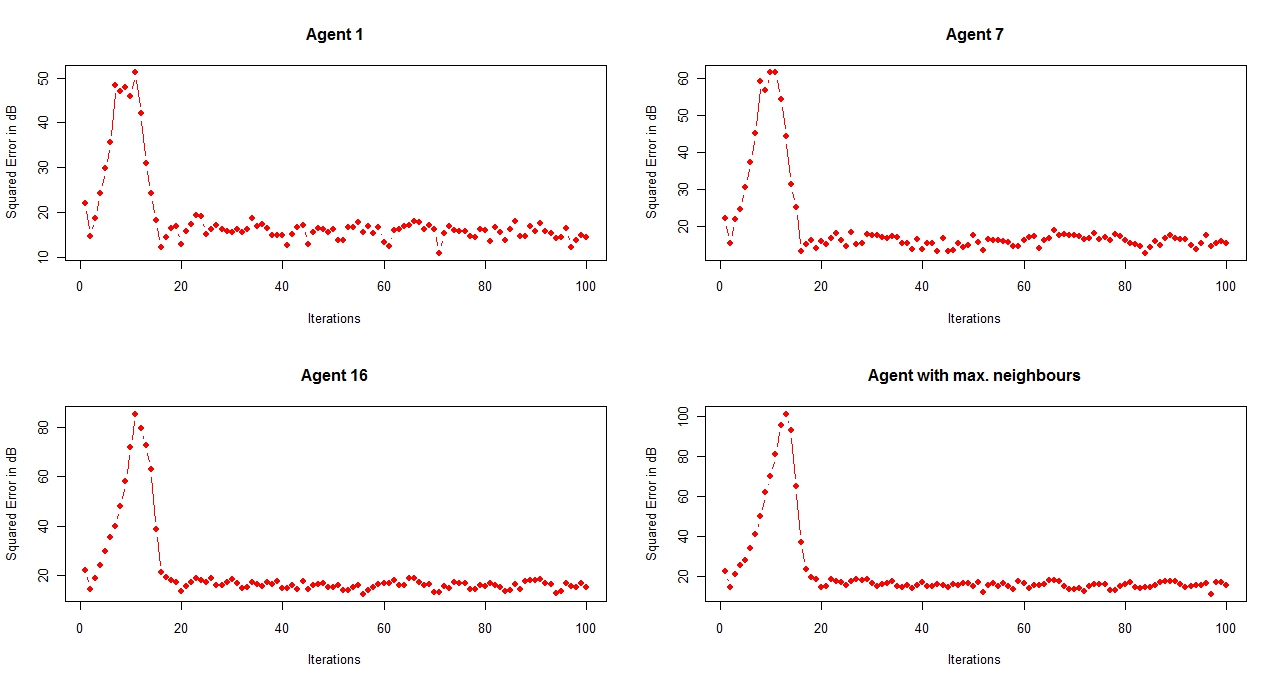 Agent 1
Squared Error in dB
50
40
30
20
10
0 20 40 60 80 100
Iterations
Agent 7
Squared Error in dB
60
50
40
30
20
0 20 40 60 80 100
Iterations
Agent 16
Squared Error in dB
80
60
40
20
0 20 40 60 80 100
Iterations
Agent with max. neighbours
Squared Error in dB
100
80
60
40
20
0 20 40 60 80 100
Iterations